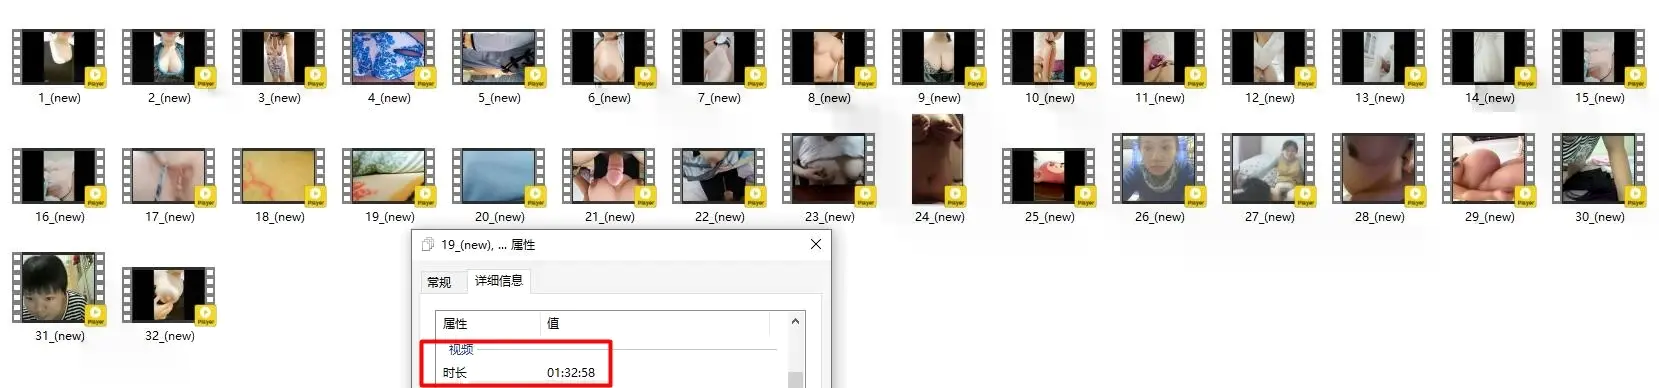 1_(new) 2_(new) 3_(new) 4_(new) 5_(new) 6_(new) 7_(new) 8_(new) 9_(new) 10_(new) 11_(new) 12_(new) 13_(new) 14_(new) 15_(new)
16_(new) 17_(new) 18_(new) 19_(new) 20_(new) 21_(new) 22_(new) 23_(new) 24_(new) 25_(new) 26_(new) 27_(new) 28_(new) 29_(new) 30_(new)
31_(new) 32_(new)
19_(new), ... 属性
常规 详细信息
属性 值
视频
时长 01:32:58